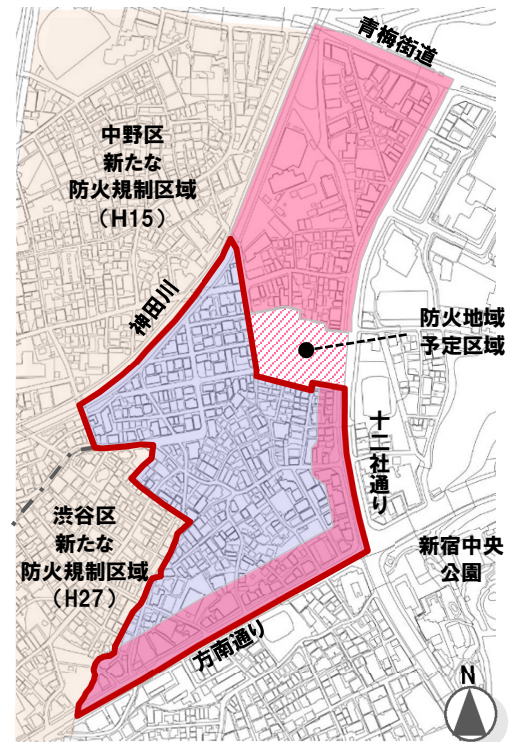 青梅街道
中野区
新たな
防火規制区域
（H15）
神田川
防火地域
予定区域
十二社通り
渋谷区
新たな
防火規制区域
（H27）
新宿中央
公園
方南通り
N